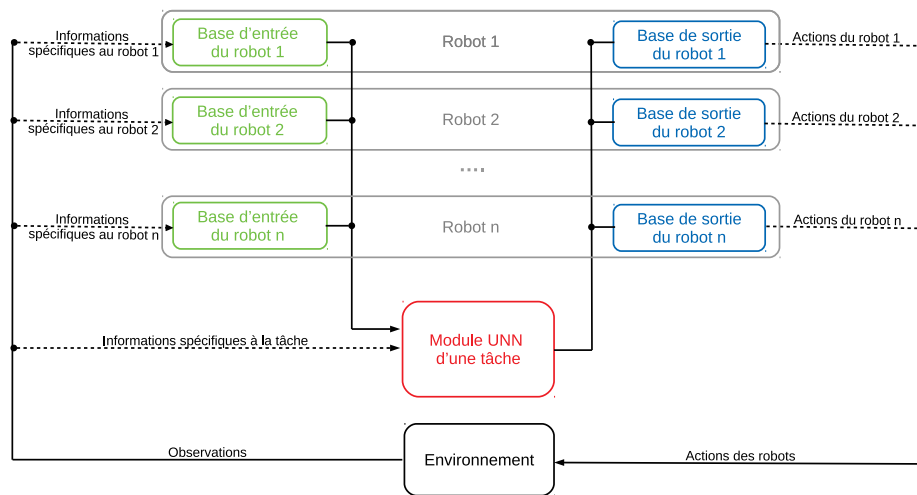 Informations
spécifiques au robot 1
Base d'entrée
du robot 1
Robot 1
Base de sortie
du robot 1
Actions du robot 1
Informations
spécifiques au robot 2
Base d'entrée
du robot 2
Robot 2
Base de sortie
du robot 2
Actions du robot 2
....
Informations
spécifiques au robot n
Base d'entrée
du robot n
Robot n
Base de sortie
du robot n
Actions du robot n
Informations spécifiques à la tâche
Module UNN
d'une tâche
Observations
Environnement
Actions des robots